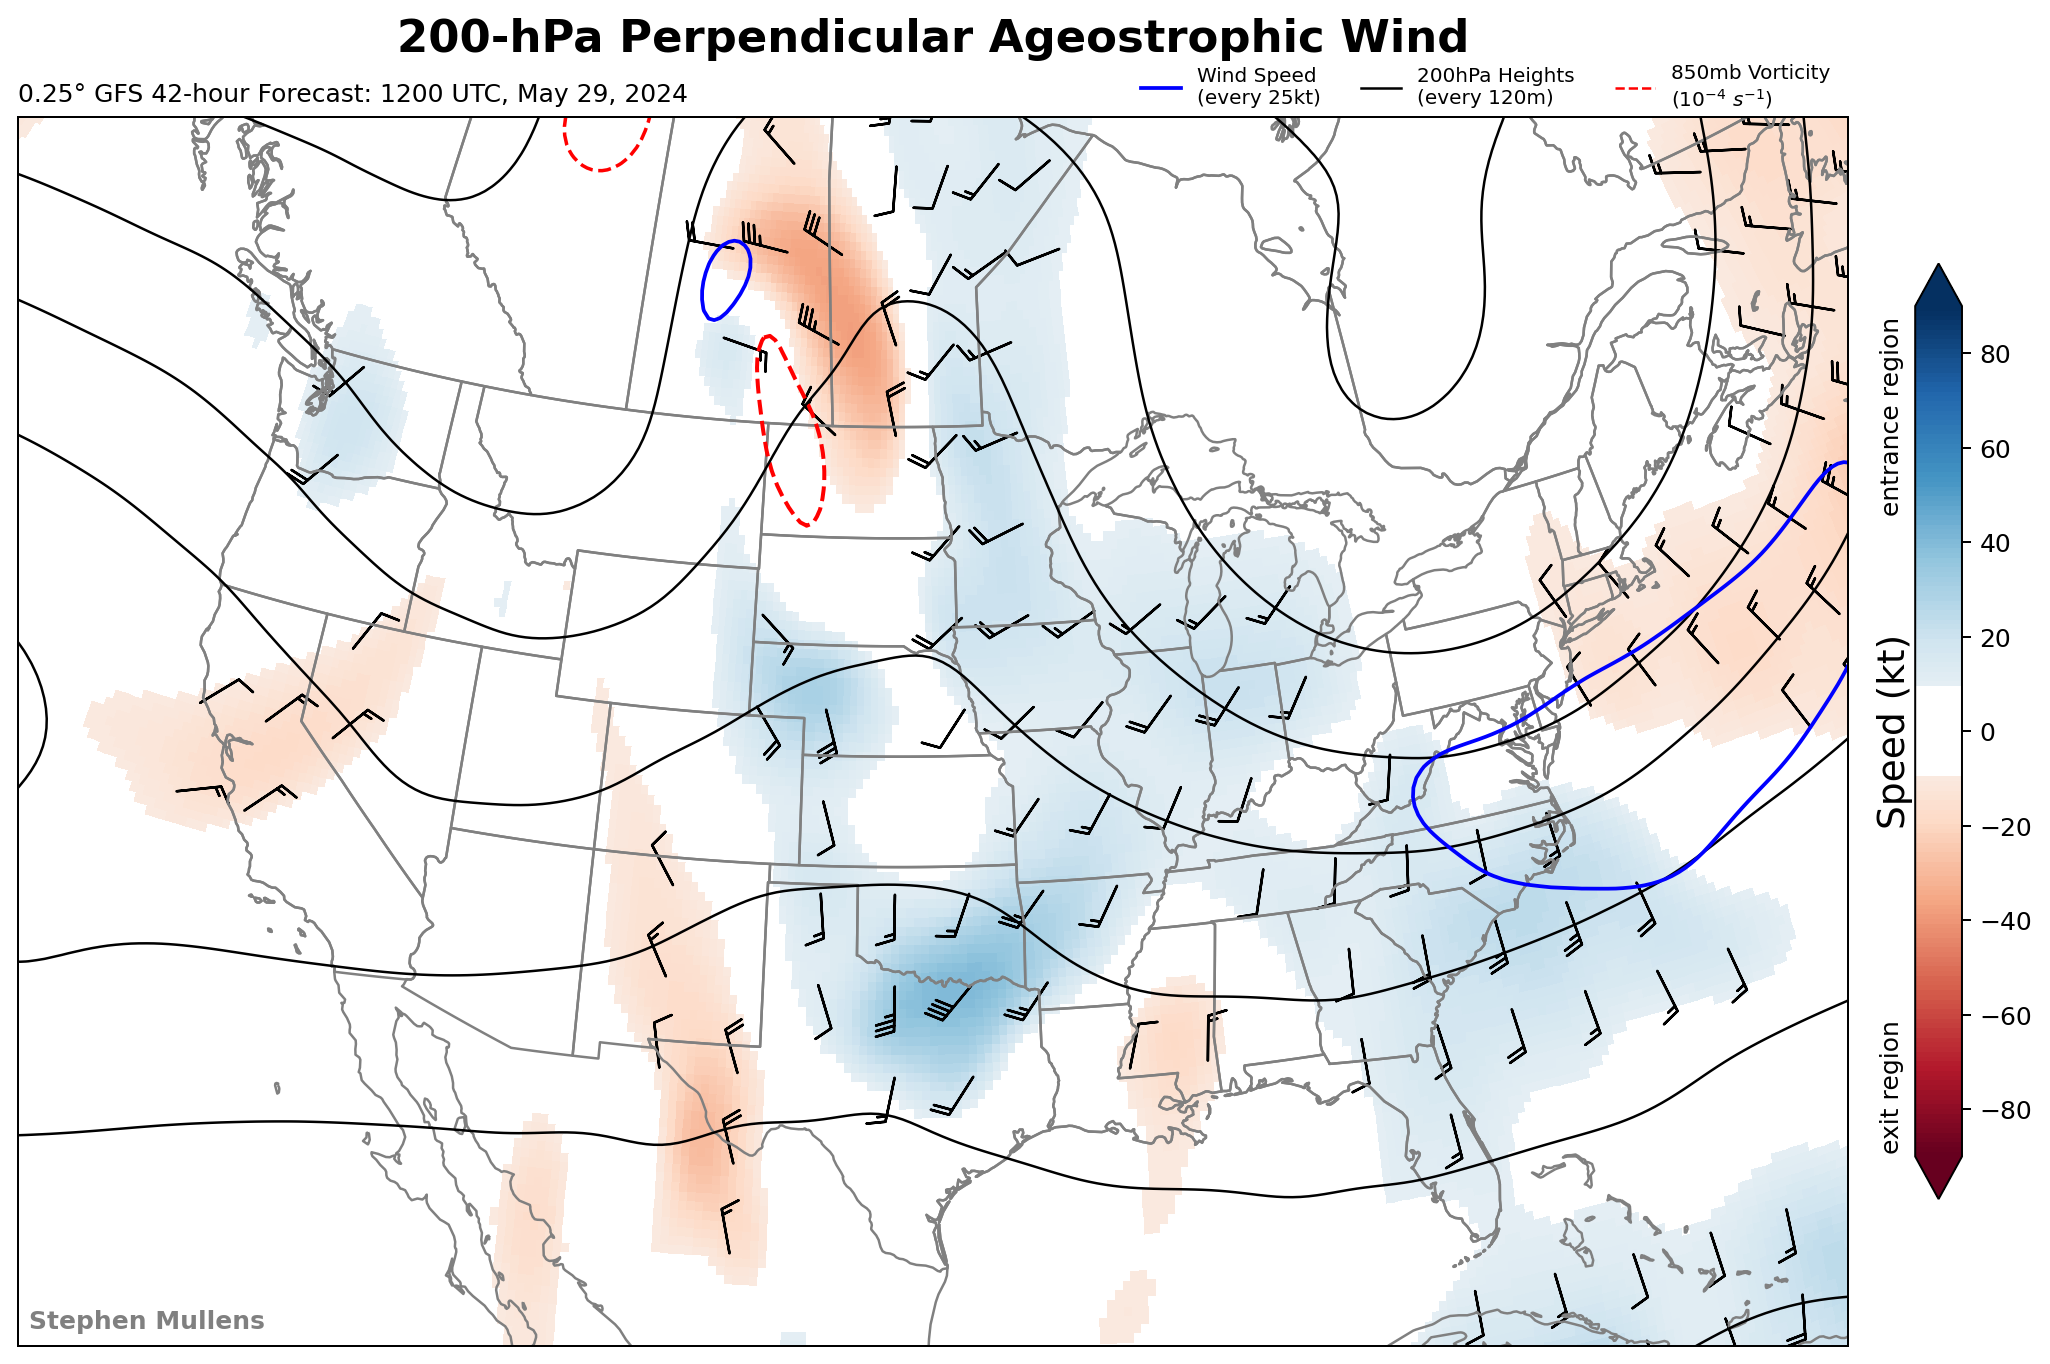 200-hPa Perpendicular Ageostrophic Wind
0.25° GFS 42-hour Forecast: 1200 UTC, May 29, 2024
Wind Speed
(every 25kt)
200hPa Heights
(every 120m)
850mb Vorticity
(10⁻⁴ s⁻¹)
entrance region
Speed (kt)
exit region
80
60
40
20
0
−20
−40
−60
−80
Stephen Mullens